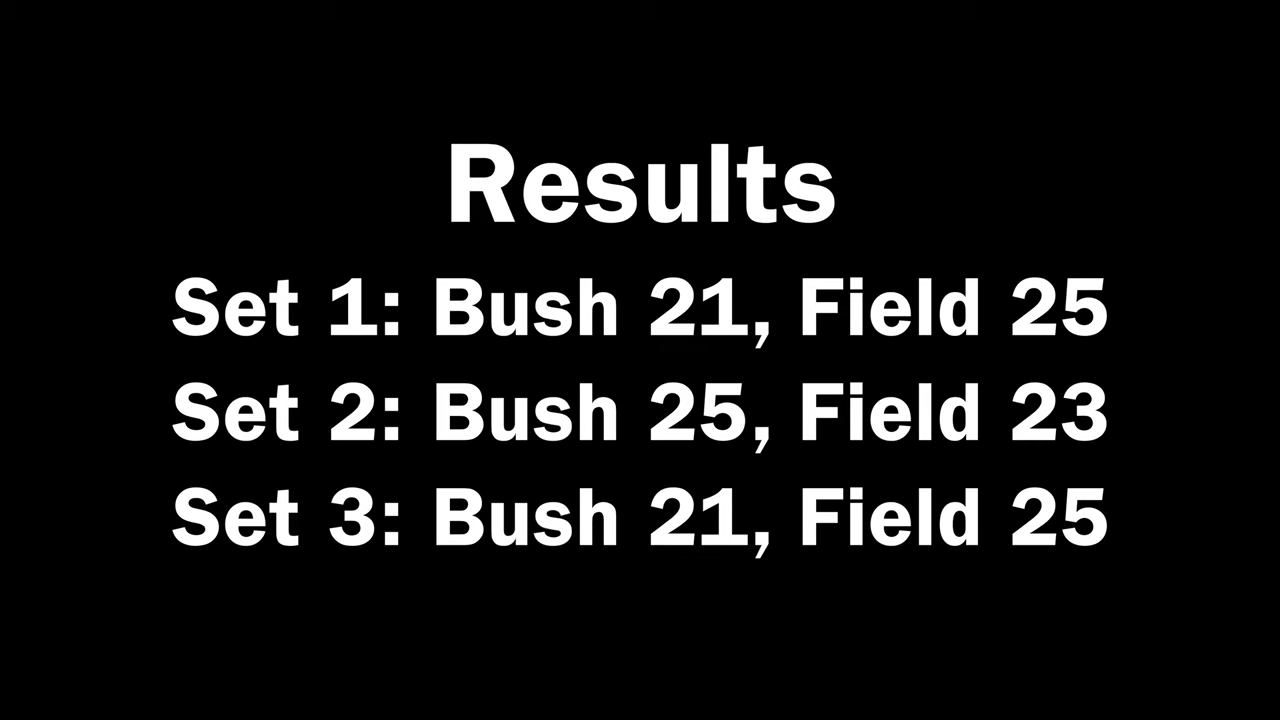 Results
Set 1: Bush 21, Field 25
Set 2: Bush 25, Field 23
Set 3: Bush 21, Field 25